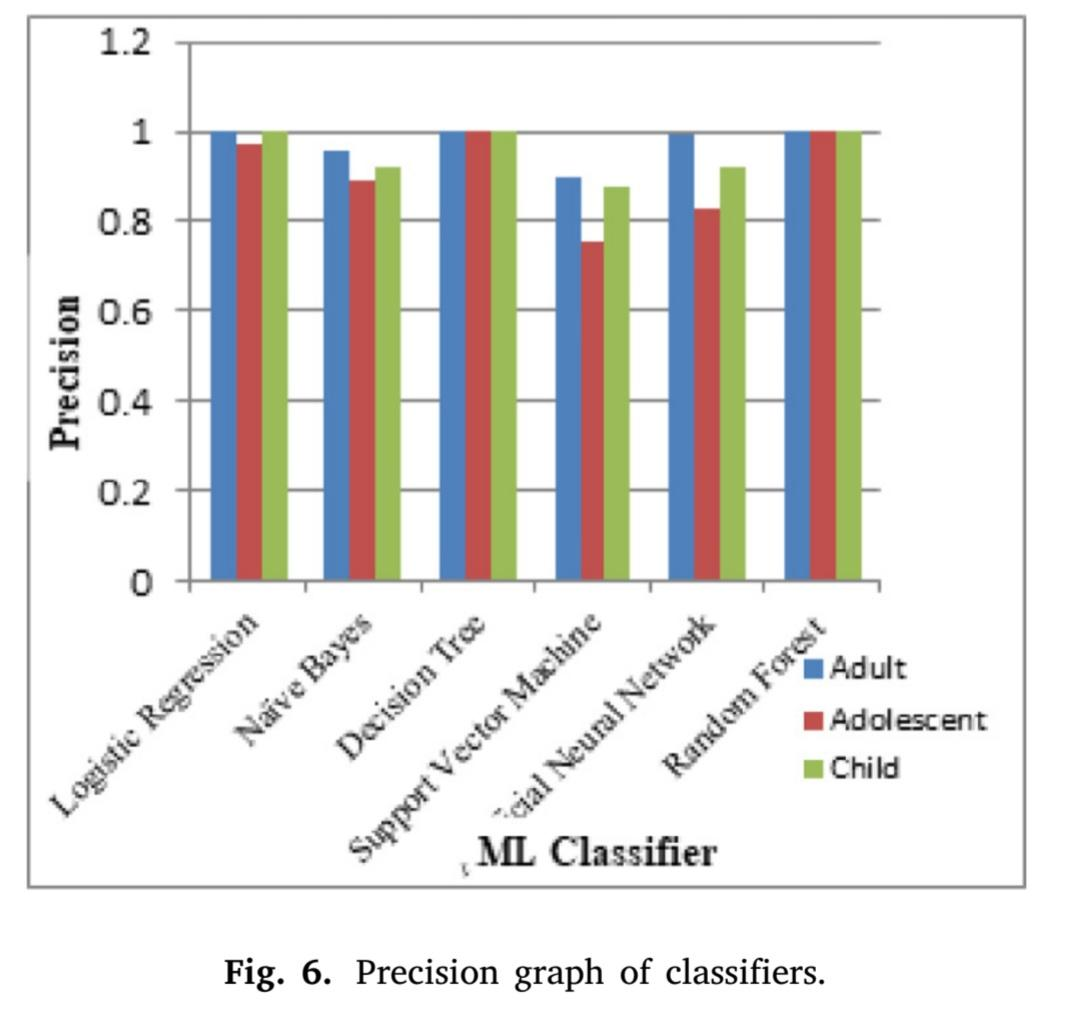 1.2
1
0.8
0.6
0.4
0.2
0
Precision
Logistic Regression
Naïve Bayes
Decision Tree
Support Vector Machine
Neural Network
Random Forest
Adult
Adolescent
Child
ML Classifier
Fig. 6. Precision graph of classifiers.